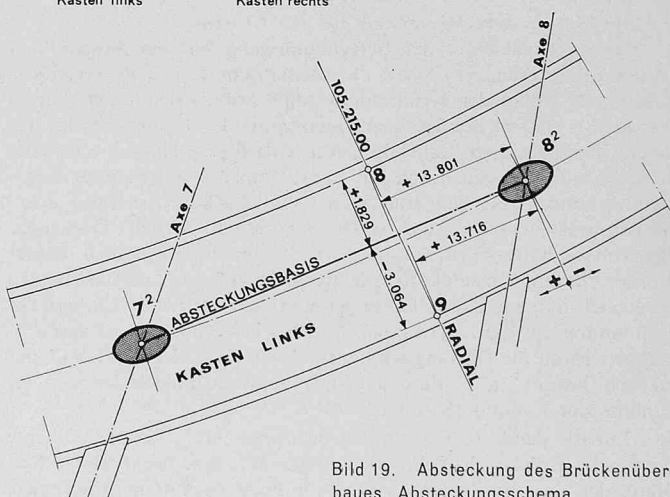 Kasten links
Kasten rechts
Axe 8
105.215.00
8²
8
+ 13.801
Axe 7
+1.829
+ 13.716
ABSTECKUNGSBASIS
+ -
7²
-3.064
9
KASTEN LINKS
RADIAL
Bild 19. Absteckung des Brückenüber
baues, Absteckungsschema